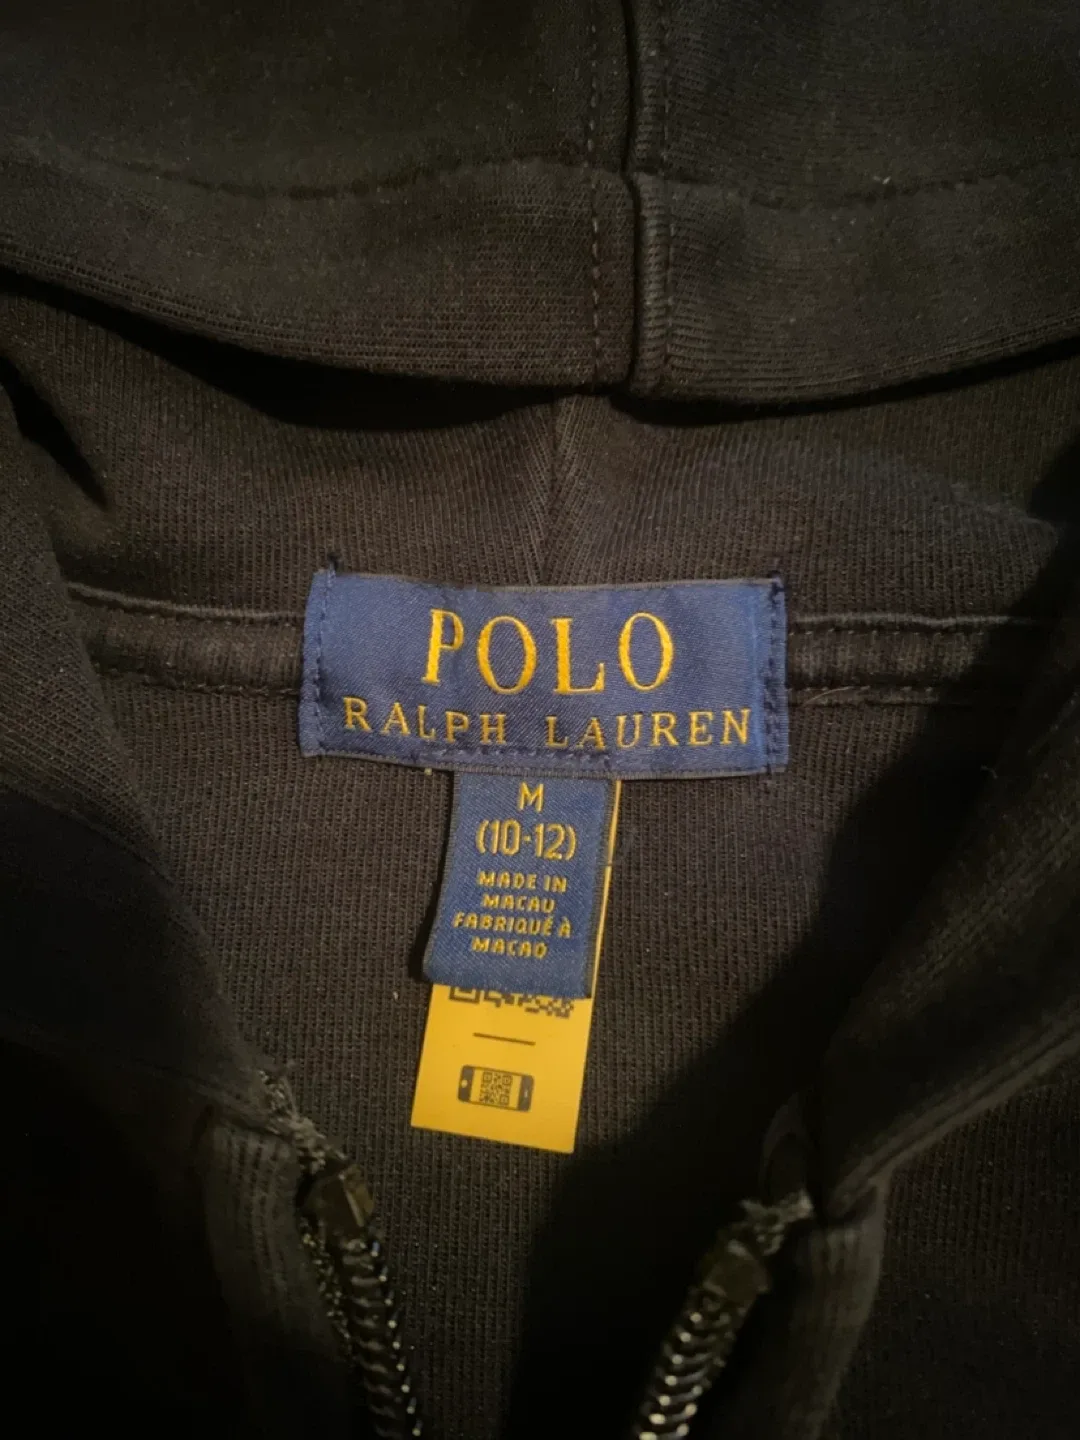 POLO
RALPH LAUREN
M
(10-12)
MADE IN
MACAU
FABRIQUÉ À
MACAO